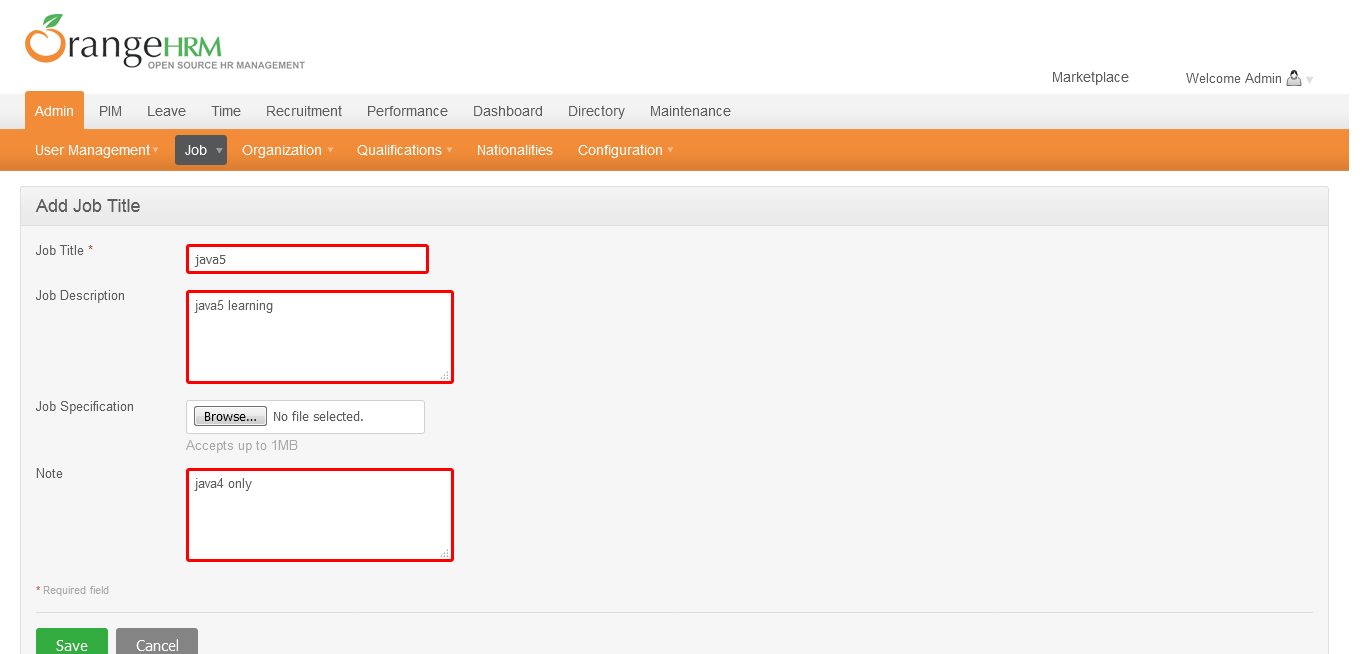 OrangeHRM
OPEN SOURCE HR MANAGEMENT
Marketplace Welcome Admin
Admin PIM Leave Time Recruitment Performance Dashboard Directory Maintenance
User Management Job Organization Qualifications Nationalities Configuration
Add Job Title
Job Title * java5
Job Description java5 learning
Job Specification Browse... No file selected.
Accepts up to 1MB
Note java4 only
* Required field
Save Cancel